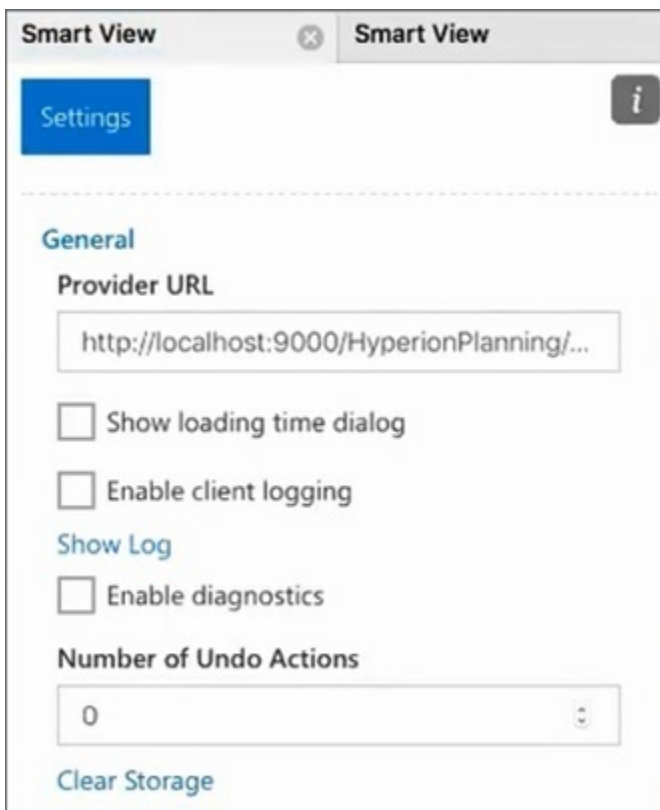 Smart View
Smart View
Settings
i
General
Provider URL
http://localhost:9000/HyperionPlanning/...
Show loading time dialog
Enable client logging
Show Log
Enable diagnostics
Number of Undo Actions
0
Clear Storage